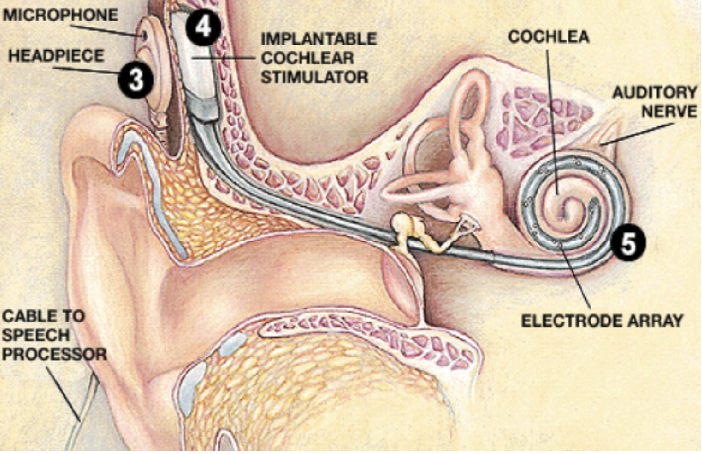 MICROPHONE
HEADPIECE
3
4
IMPLANTABLE
COCHLEAR
STIMULATOR
COCHLEA
AUDITORY
NERVE
5
ELECTRODE ARRAY
CABLE TO
SPEECH
PROCESSOR